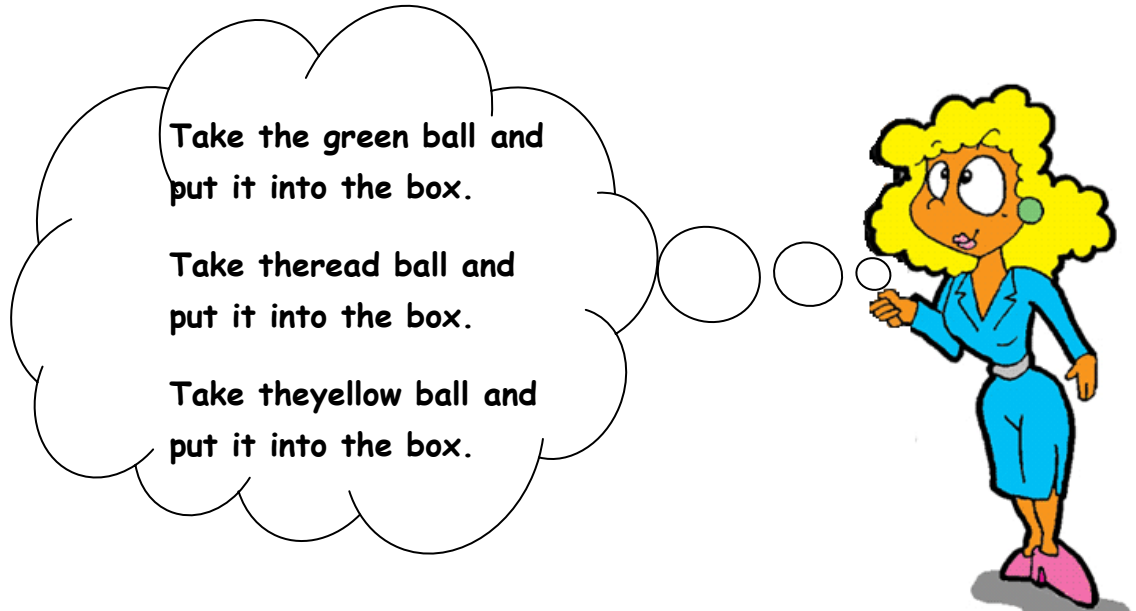 Take the green ball and
put it into the box.
Take theread ball and
put it into the box.
Take theyellow ball and
put it into the box.